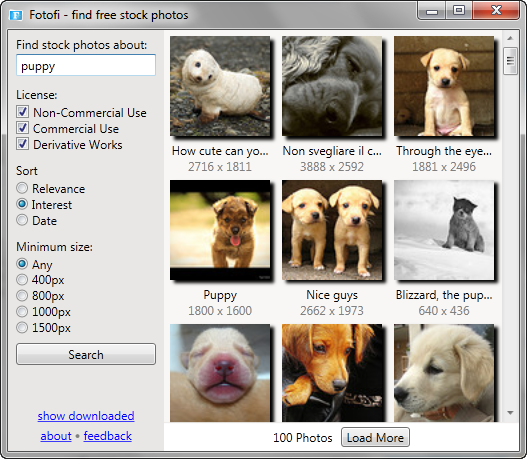 Fotofi - find free stock photos
Find stock photos about:
puppy
License:
Non-Commercial Use
Commercial Use
Derivative Works
Sort
Relevance
Interest
Date
Minimum size:
Any
400px
800px
1000px
1500px
Search
show downloaded
about • feedback
How cute can yo...
2716 x 1811
Non svegliare il c...
3888 x 2592
Through the eye...
1881 x 2496
Puppy
1800 x 1600
Nice guys
2662 x 1973
Blizzard, the pup...
640 x 436
100 Photos
Load More